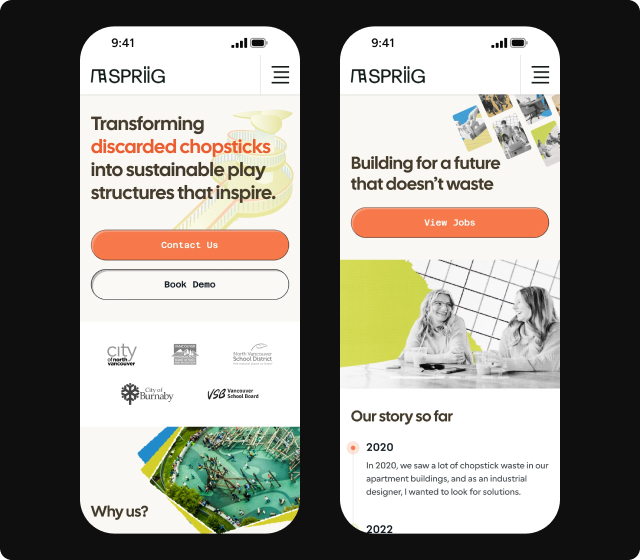 9:41
SPRiiG
Transforming
discarded chopsticks
into sustainable play
structures that inspire.
Contact Us
Book Demo
city
of north
vancouver
North Vancouver
School District
City of
Burnaby
VSB Vancouver
School Board
Why us?
9:41
SPRiiG
Building for a future
that doesn’t waste
View Jobs
Our story so far
2020
In 2020, we saw a lot of chopstick waste in our
apartment buildings, and as an industrial
designer, I wanted to look for solutions.
2022